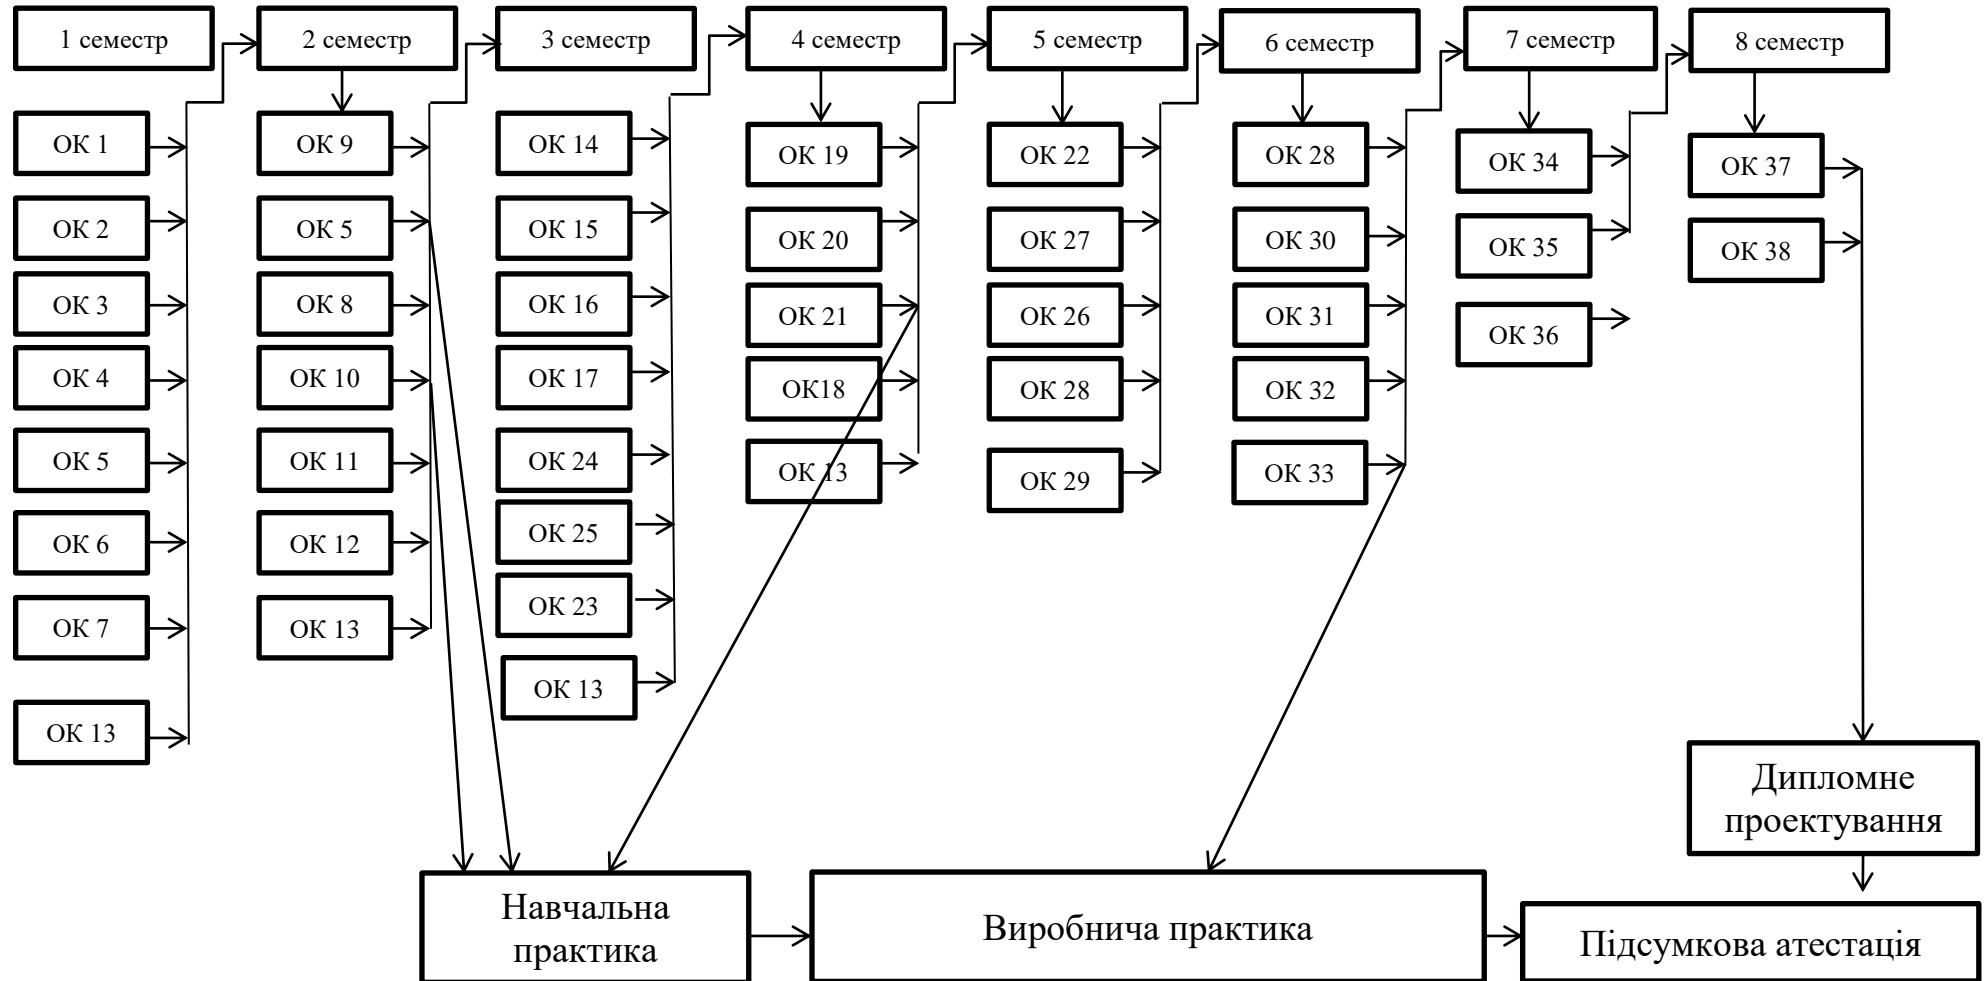 1 семестр
2 семестр
3 семестр
4 семестр
5 семестр
6 семестр
7 семестр
8 семестр
ОК 1
ОК 2
ОК 3
ОК 4
ОК 5
ОК 6
ОК 7
ОК 13
ОК 9
ОК 5
ОК 8
ОК 10
ОК 11
ОК 12
ОК 13
ОК 14
ОК 15
ОК 16
ОК 17
ОК 24
ОК 25
ОК 23
ОК 13
ОК 19
ОК 20
ОК 21
ОК18
ОК 13
ОК 22
ОК 27
ОК 26
ОК 28
ОК 29
ОК 28
ОК 30
ОК 31
ОК 32
ОК 33
ОК 34
ОК 35
ОК 36
ОК 37
ОК 38
Дипломне
проектування
Навчальна
практика
Виробнича практика
Підсумкова атестація